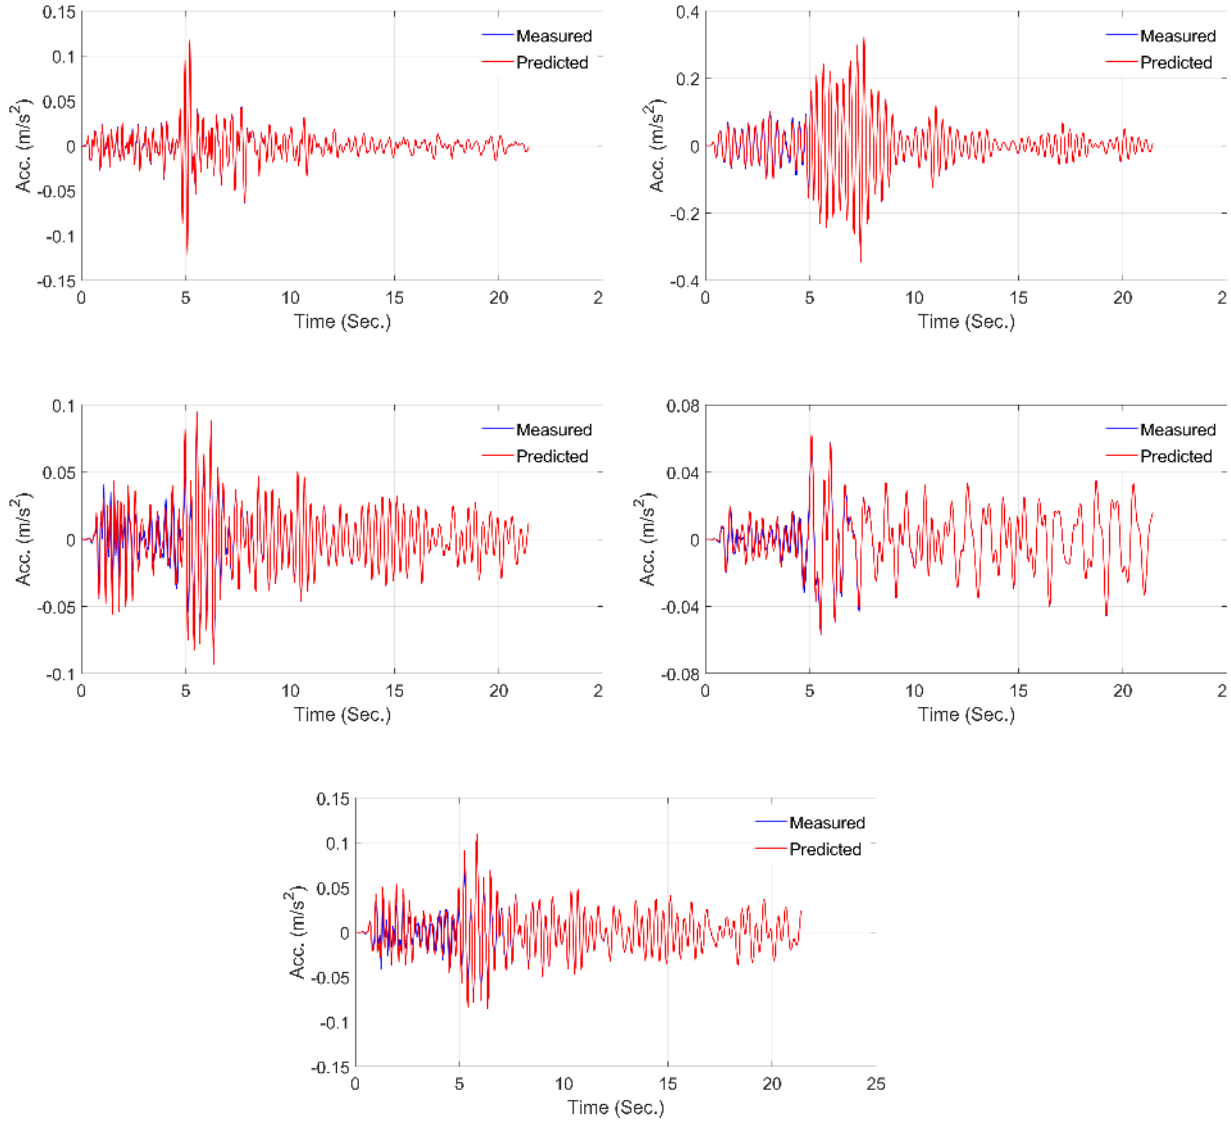 0.15
0.1
0.05
0
-0.05
-0.1
-0.15
Acc. (m/s²)
0 5 10 15 20 2
Time (Sec.)
Measured
Predicted
0.4
0.2
0
-0.2
-0.4
Acc. (m/s²)
0 5 10 15 20 2
Time (Sec.)
Measured
Predicted
0.1
0.05
0
-0.05
-0.1
Acc. (m/s²)
0 5 10 15 20 2
Time (Sec.)
Measured
Predicted
0.08
0.04
0
-0.04
-0.08
Acc. (m/s²)
0 5 10 15 20 2
Time (Sec.)
Measured
Predicted
0.15
0.1
0.05
0
-0.05
-0.1
-0.15
Acc. (m/s²)
0 5 10 15 20 25
Time (Sec.)
Measured
Predicted